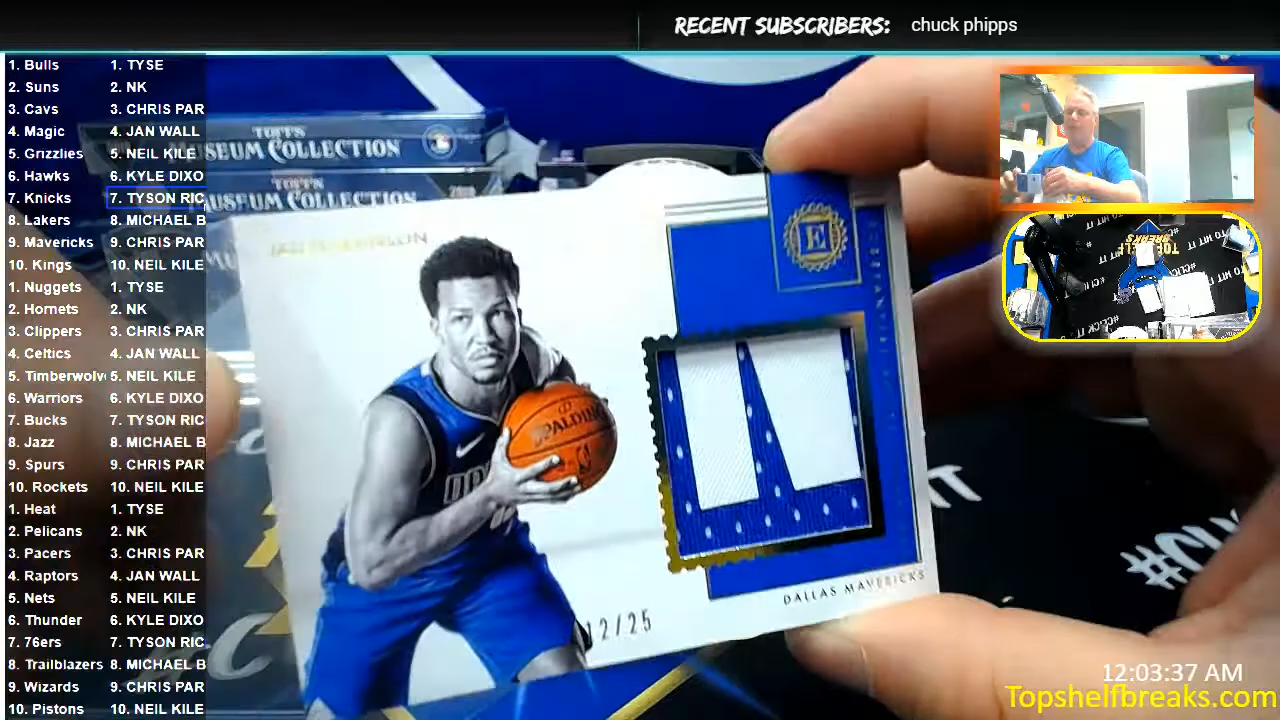 RECENT SUBSCRIBERS: chuck phipps
1. Bulls 1. TYSE
2. Suns 2. NK
3. Cavs 3. CHRIS PAR
4. Magic 4. JAN WALL
5. Grizzlies 5. NEIL KILE
6. Hawks 6. KYLE DIXO
7. Knicks 7. TYSON RIC
8. Lakers 8. MICHAEL B
9. Mavericks 9. CHRIS PAR
10. Kings 10. NEIL KILE
1. Nuggets 1. TYSE
2. Hornets 2. NK
3. Clippers 3. CHRIS PAR
4. Celtics 4. JAN WALL
5. Timberwolv 5. NEIL KILE
6. Warriors 6. KYLE DIXO
7. Bucks 7. TYSON RIC
8. Jazz 8. MICHAEL B
9. Spurs 9. CHRIS PAR
10. Rockets 10. NEIL KILE
1. Heat 1. TYSE
2. Pelicans 2. NK
3. Pacers 3. CHRIS PAR
4. Raptors 4. JAN WALL
5. Nets 5. NEIL KILE
6. Thunder 6. KYLE DIXO
7. 76ers 7. TYSON RIC
8. Trailblazers 8. MICHAEL B
9. Wizards 9. CHRIS PAR
10. Pistons 10. NEIL KILE
TOPPS
SEUM COLLECTION
TOPPS
USEUM COLLECTION
E
SPALDING
DALLAS MAVERICKS
12/25
12:03:37 AM
Topshelfbreaks.com